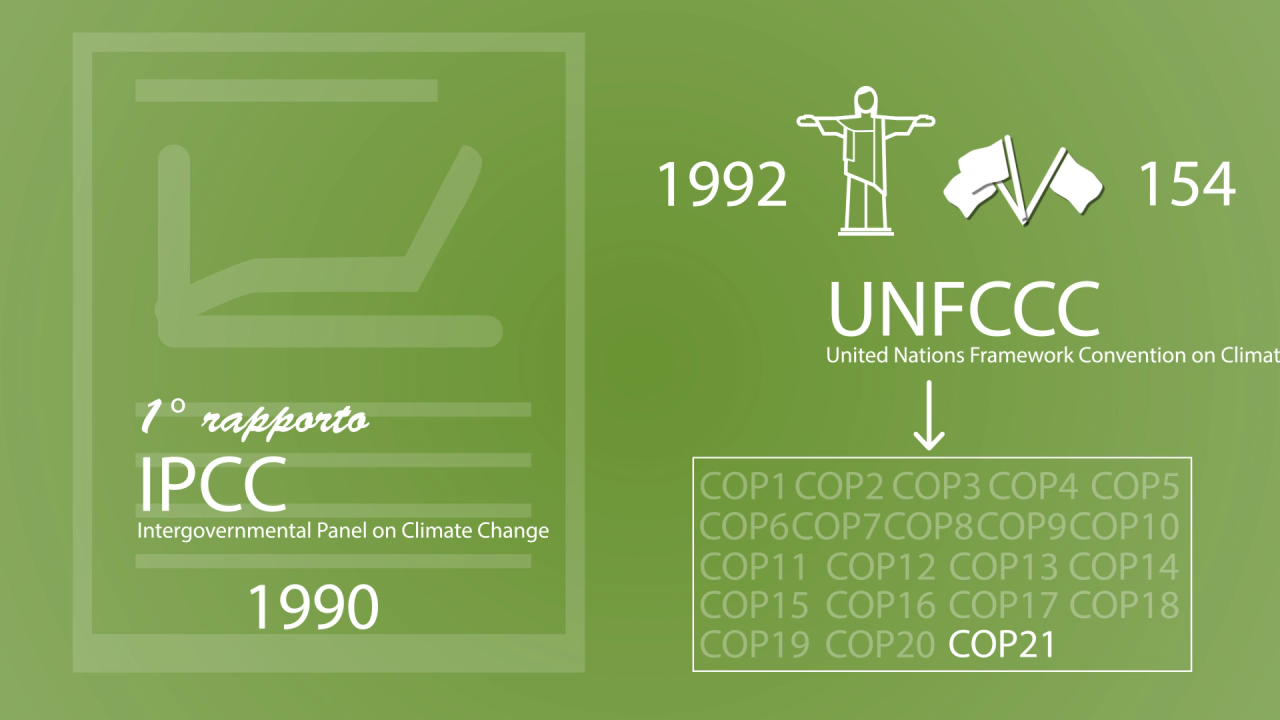 1° rapporto
IPCC
Intergovernmental Panel on Climate Change
1990
1992 154
UNFCCC
United Nations Framework Convention on Climat
COP1 COP2 COP3 COP4 COP5
COP6 COP7 COP8 COP9 COP10
COP11 COP12 COP13 COP14
COP15 COP16 COP17 COP18
COP19 COP20 COP21